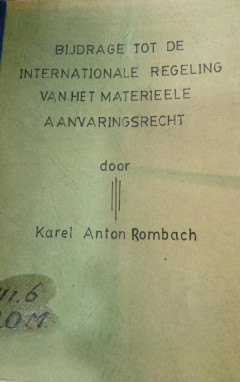 BIJDRAGE TOT DE
INTERNATIONALE REGELING
VAN HET MATERIEELE
AANVARINGSRECHT
door
Karel Anton Rombach